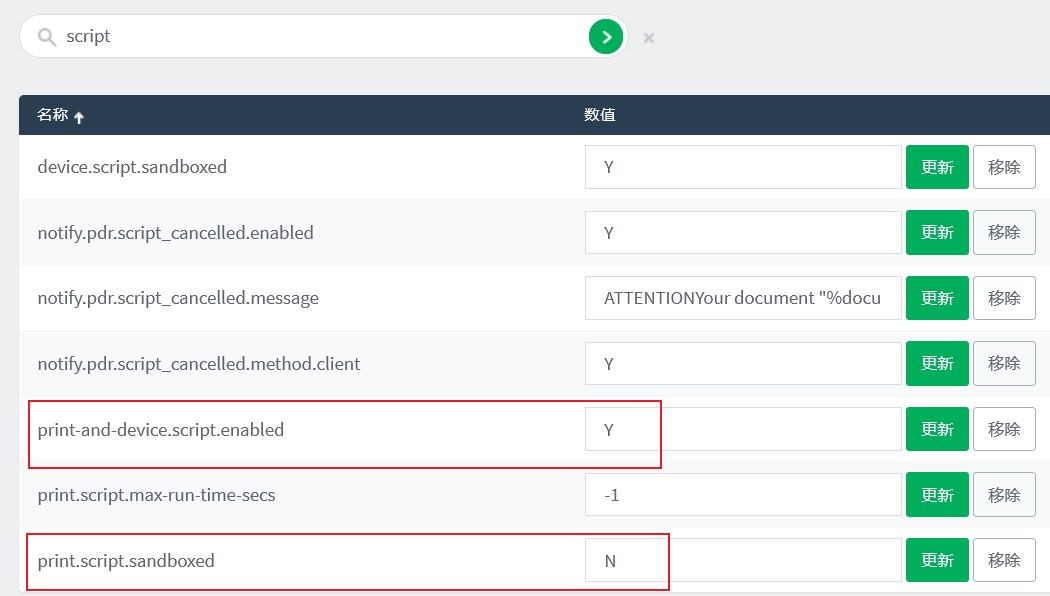 script
名称 数值
device.script.sandboxed Y 更新 移除
notify.pdr.script_cancelled.enabled Y 更新 移除
notify.pdr.script_cancelled.message ATTENTIONYour document "%docu 更新 移除
notify.pdr.script_cancelled.method.client Y 更新 移除
print-and-device.script.enabled Y 更新 移除
print.script.max-run-time-secs -1 更新 移除
print.script.sandboxed N 更新 移除